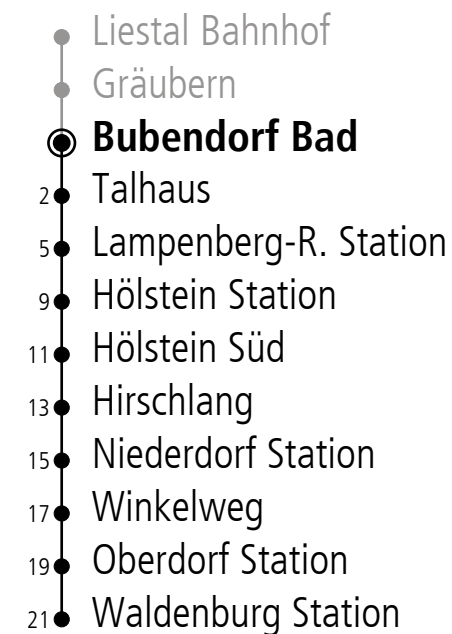 Liestal Bahnhof
Gräubern
Bubendorf Bad
2 Talhaus
5 Lampenberg-R. Station
9 Hölstein Station
11 Hölstein Süd
13 Hirschlang
15 Niederdorf Station
17 Winkelweg
19 Oberdorf Station
21 Waldenburg Station